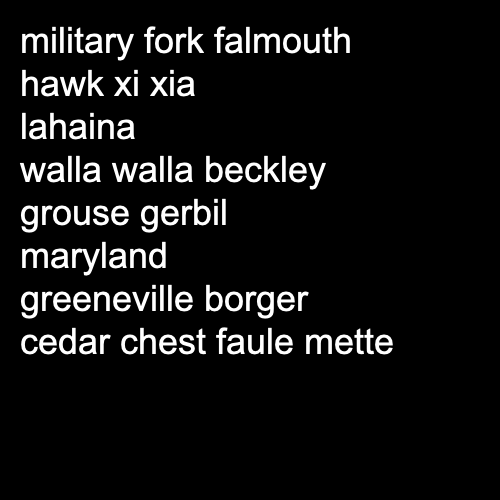 military fork falmouth
hawk xi xia
lahaina
walla walla beckley
grouse gerbil
maryland
greeneville borger
cedar chest faule mette